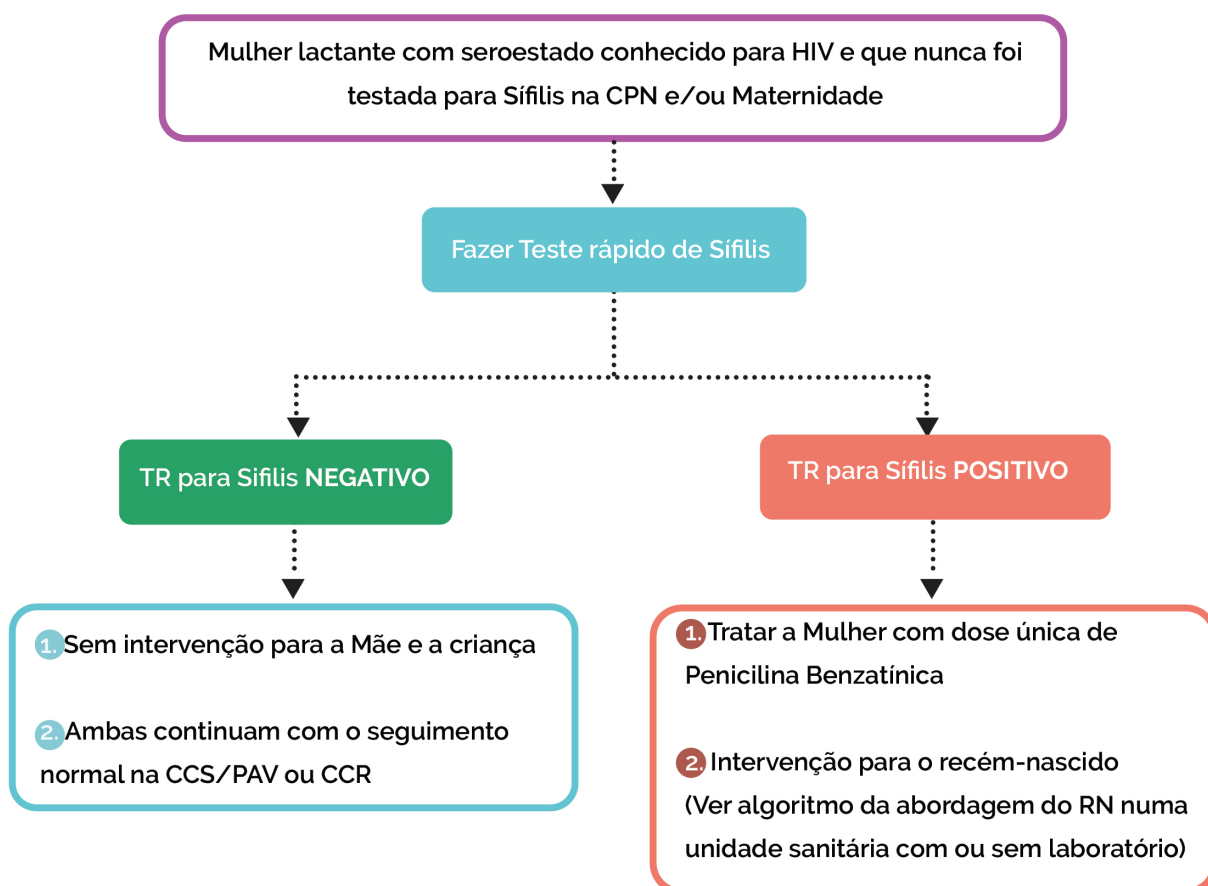 Mulher lactante com seroestado conhecido para HIV e que nunca foi
testada para Sífilis na CPN e/ou Maternidade
Fazer Teste rápido de Sífilis
TR para Sifilis NEGATIVO
TR para Sífilis POSITIVO
1. Sem intervenção para a Mãe e a criança
2. Ambas continuam com o seguimento
normal na CCS/PAV ou CCR
1. Tratar a Mulher com dose única de
Penicilina Benzatínica
2. Intervenção para o recém-nascido
(Ver algoritmo da abordagem do RN numa
unidade sanitária com ou sem laboratório)